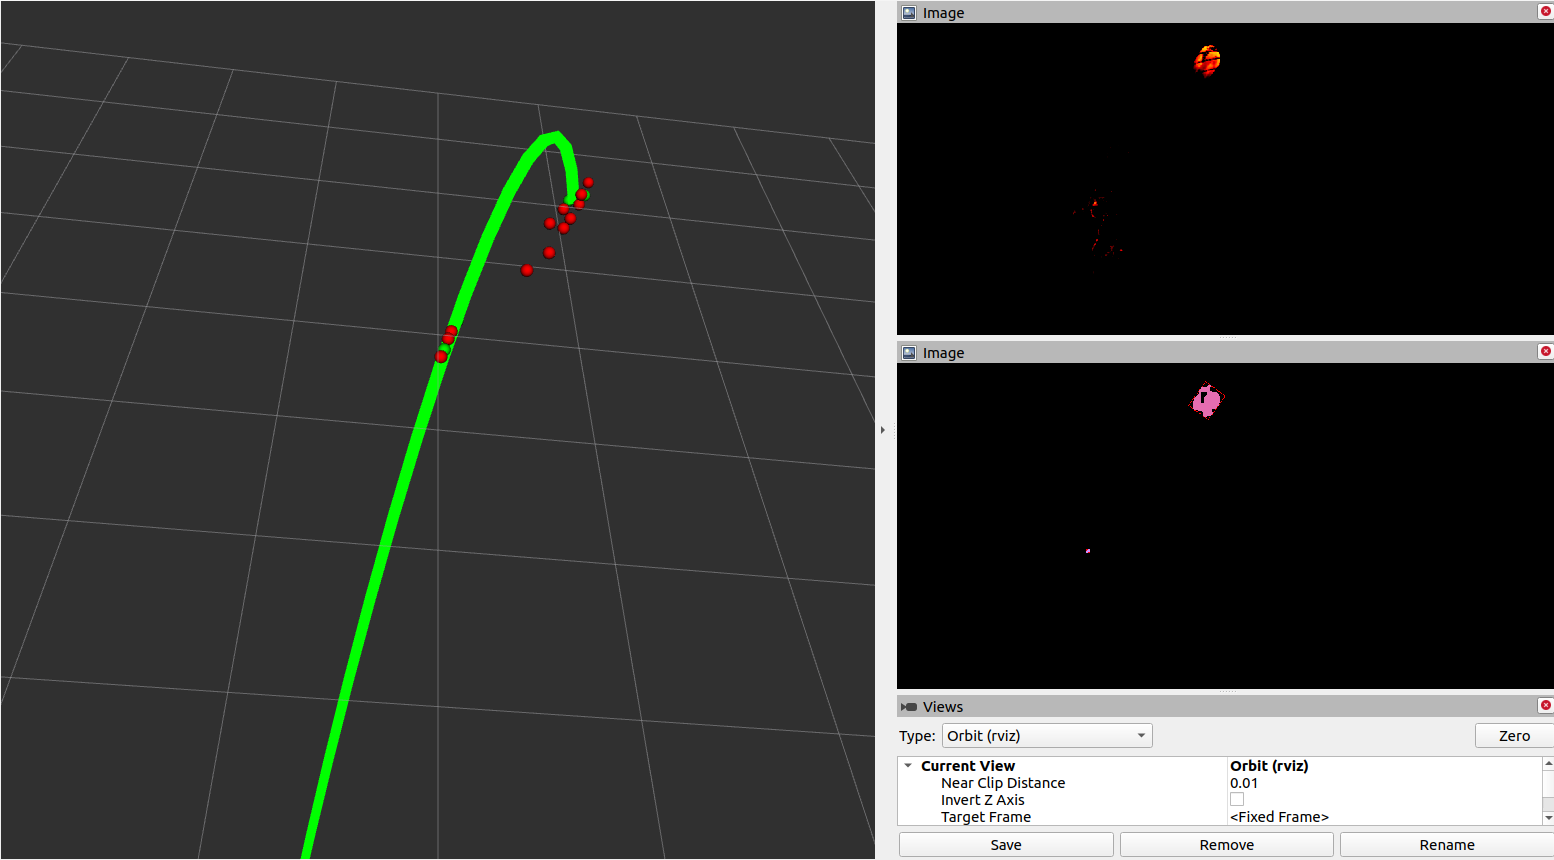 Image
Image
Views
Type: Orbit (rviz) Zero
Current View Orbit (rviz)
Near Clip Distance 0.01
Invert Z Axis
Target Frame <Fixed Frame>
Save Remove Rename